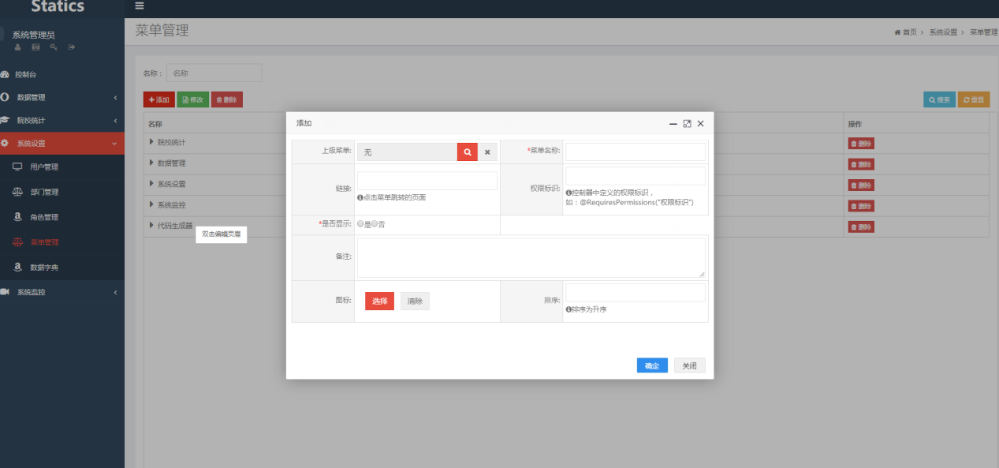 Statics
菜单管理
首页 > 系统设置 > 菜单管理
系统管理员
控制台
数据管理
院校统计
系统设置
用户管理
部门管理
角色管理
菜单管理
数据字典
系统监控
名称： 名称
添加 修改 删除
搜索 重置
名称 操作
院校统计 删除
数据管理 删除
系统设置 删除
系统监控 删除
代码生成器 删除
双击编辑页眉
添加
上级菜单: 无
*菜单名称:
链接:
点击菜单跳转的页面
权限标识:
控制器中定义的权限标识，
如：@RequiresPermissions("权限标识")
*是否显示: 是 否
备注:
图标: 选择 清除
排序:
排序为升序
确定 关闭